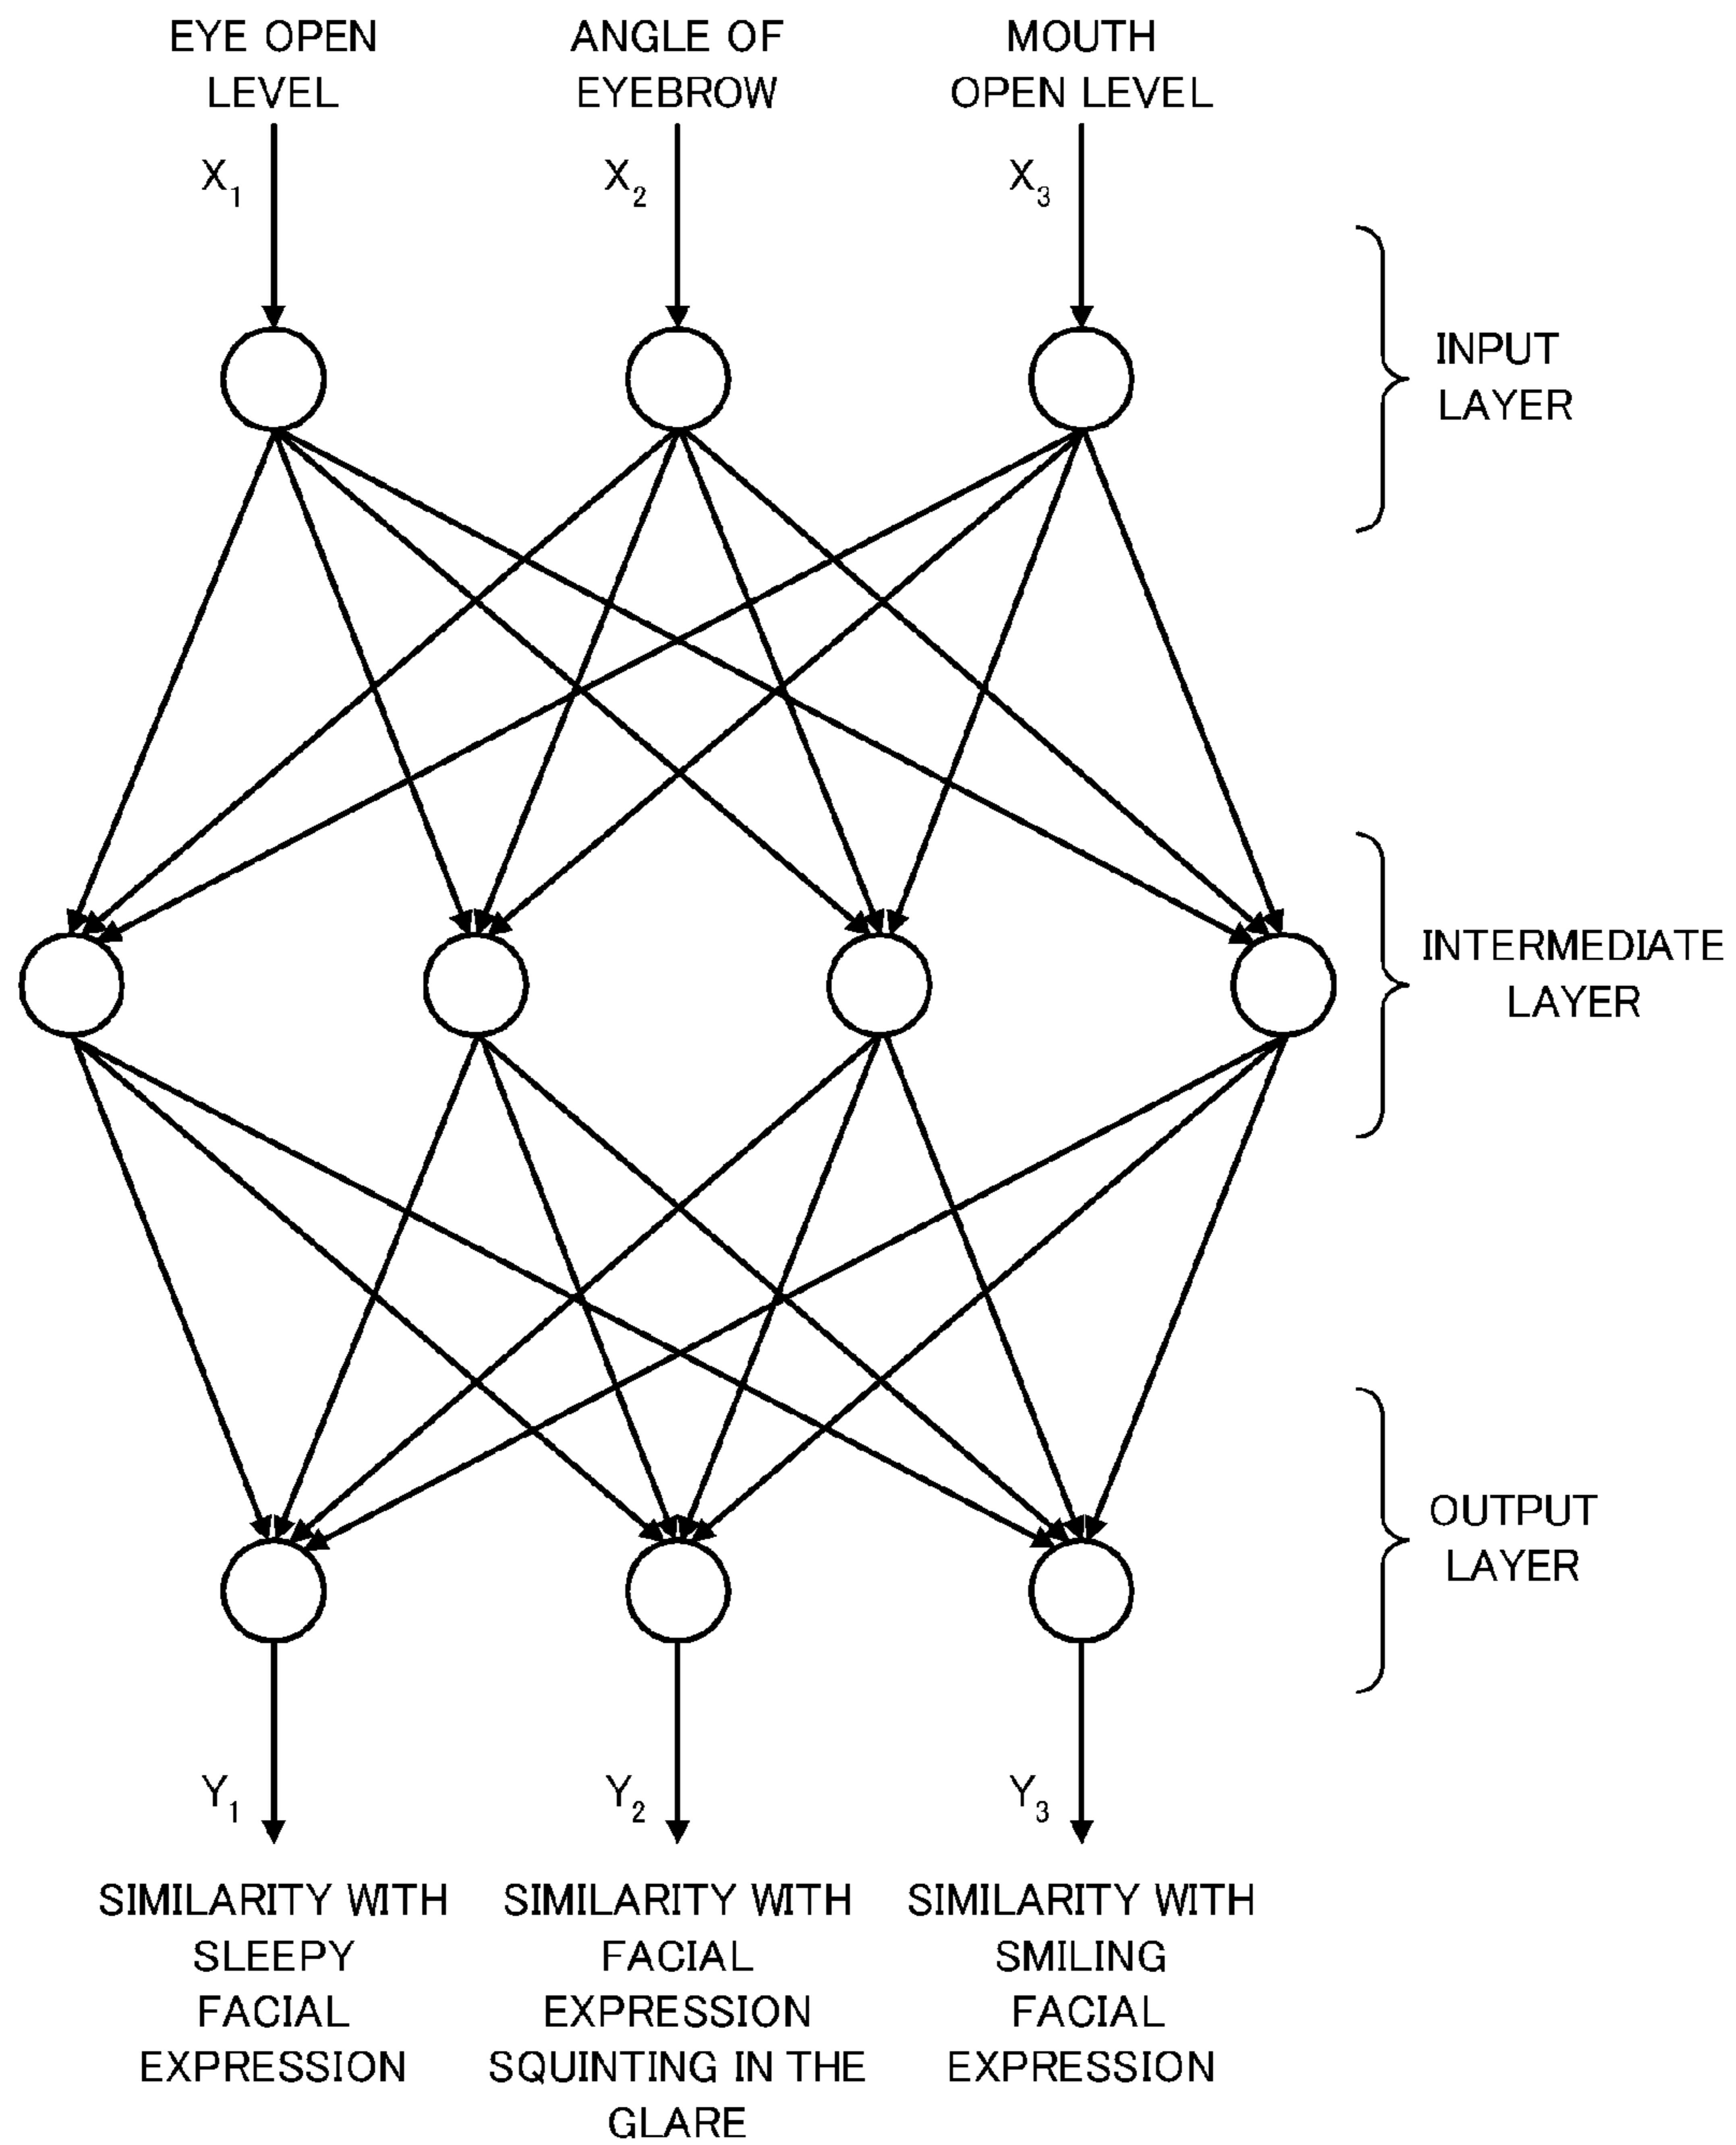 EYE OPEN
LEVEL
ANGLE OF
EYEBROW
MOUTH
OPEN LEVEL
X1
X2
X3
INPUT
LAYER
INTERMEDIATE
LAYER
OUTPUT
LAYER
Y1
Y2
Y3
SIMILARITY WITH
SLEEPY
FACIAL
EXPRESSION
SIMILARITY WITH
FACIAL
EXPRESSION
SQUINTING IN THE
GLARE
SIMILARITY WITH
SMILING
FACIAL
EXPRESSION